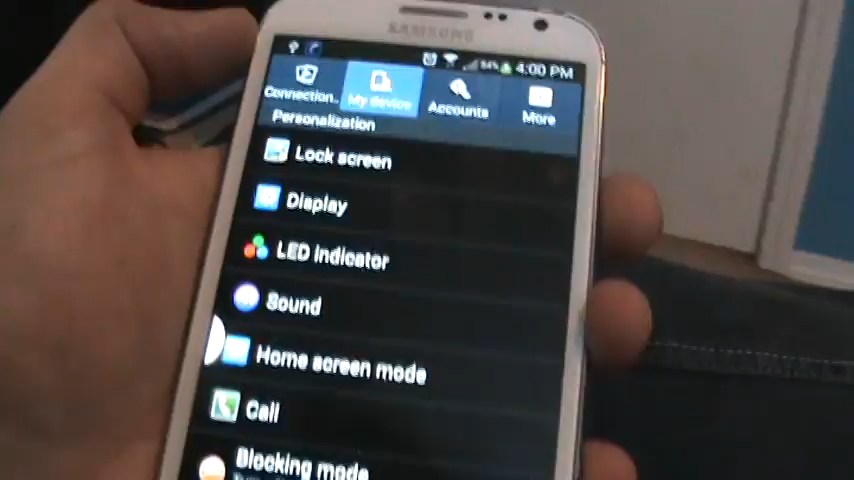 SAMSUNG
4:00 PM
Connection..
My device
Accounts
More
Personalization
Lock screen
Display
LED indicator
Sound
Home screen mode
Call
Blocking mode